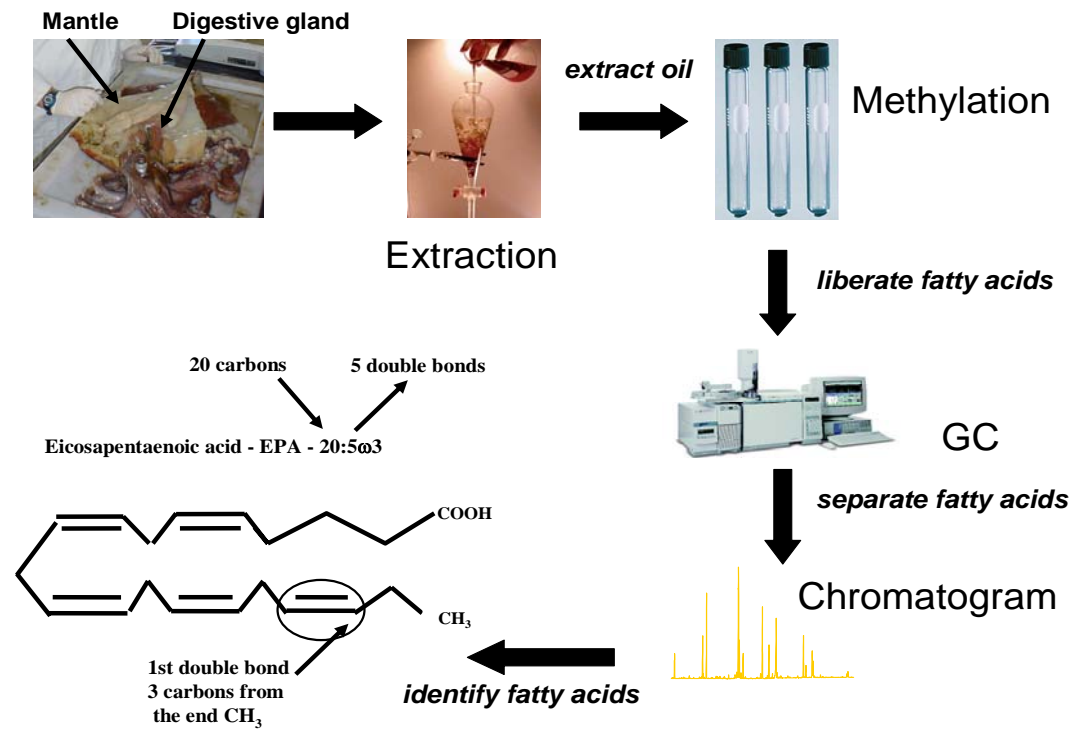 Mantle
Digestive gland
extract oil
Methylation
Extraction
liberate fatty acids
20 carbons
5 double bonds
GC
Eicosapentaenoic acid - EPA - 20:5ω3
separate fatty acids
COOH
Chromatogram
CH₃
1st double bond
3 carbons from
the end CH₃
identify fatty acids